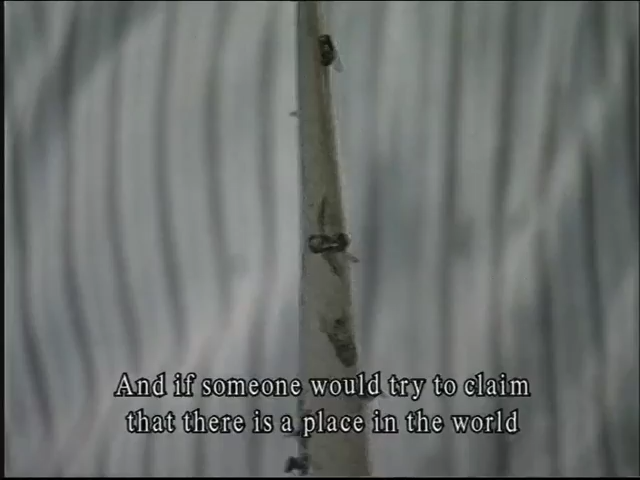 And if someone would try to claim
that there is a place in the world